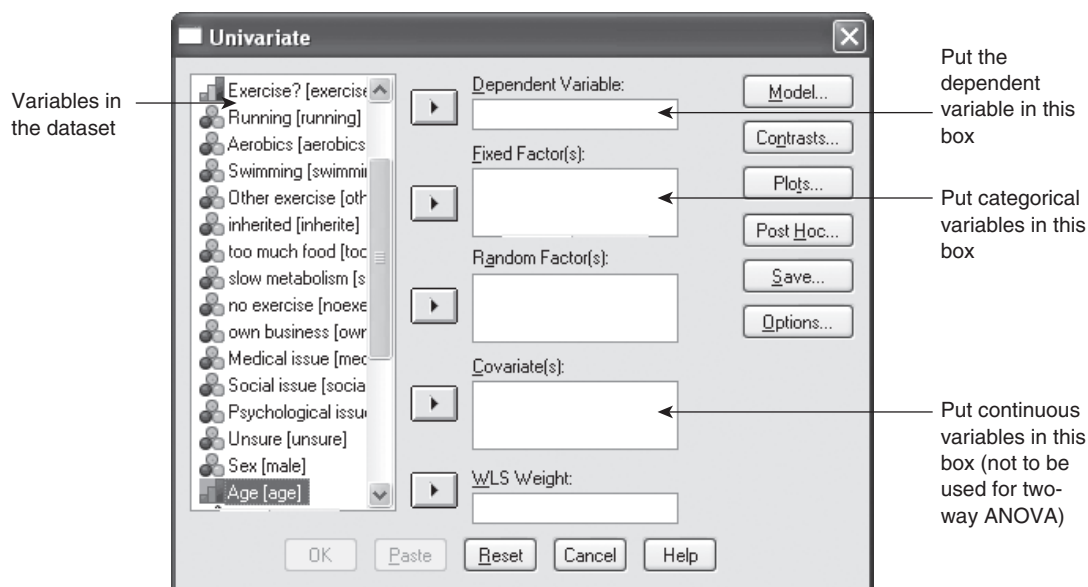 Univariate
Variables in
the dataset
Exercise? [exercise
Running [running]
Aerobics [aerobics
Swimming [swimmin
Other exercise [oth
inherited [inherite]
too much food [too
slow metabolism [s
no exercise [noexe
own business [owr
Medical issue [med
Social issue [socia
Psychological issu
Unsure [unsure]
Sex [male]
Age [age]
Dependent Variable:
Fixed Factor(s):
Random Factor(s):
Covariate(s):
WLS Weight:
Model...
Contrasts...
Plots...
Post Hoc...
Save...
Options...
OK
Paste
Reset
Cancel
Help
Put the
dependent
variable in this
box
Put categorical
variables in this
box
Put continuous
variables in this
box (not to be
used for two-
way ANOVA)